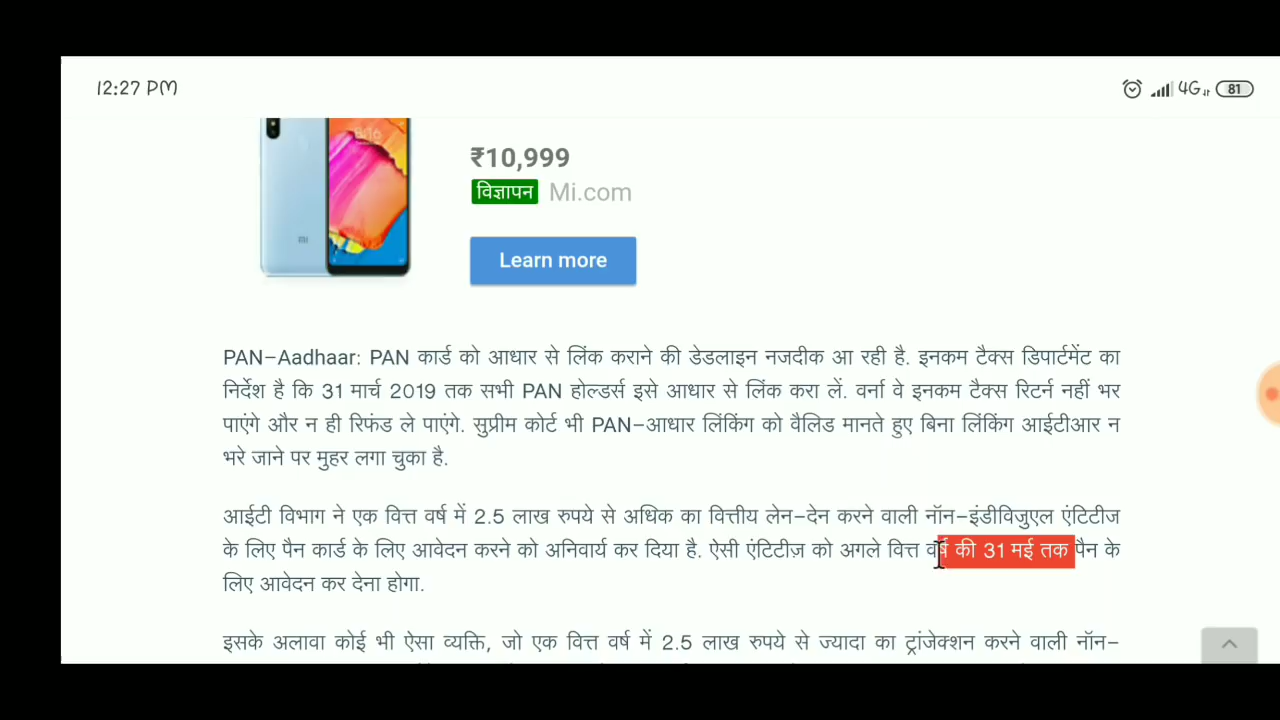 12:27 PM
4G 81
8:16
₹10,999
विज्ञापन Mi.com
MI
Learn more
PAN-Aadhaar: PAN कार्ड को आधार से लिंक कराने की डेडलाइन नजदीक आ रही है. इनकम टैक्स डिपार्टमेंट का
निर्देश है कि 31 मार्च 2019 तक सभी PAN होल्डर्स इसे आधार से लिंक करा लें. वर्ना वे इनकम टैक्स रिटर्न नहीं भर
पाएंगे और न ही रिफंड ले पाएंगे. सुप्रीम कोर्ट भी PAN-आधार लिंकिंग को वैलिड मानते हुए बिना लिंकिंग आईटीआर न
भरे जाने पर मुहर लगा चुका है.
आईटी विभाग ने एक वित्त वर्ष में 2.5 लाख रुपये से अधिक का वित्तीय लेन-देन करने वाली नॉन-इंडीविजुएल एंटिटीज
के लिए पैन कार्ड के लिए आवेदन करने को अनिवार्य कर दिया है. ऐसी एंटिटीज़ को अगले वित्त वर्ष की 31 मई तक पैन के
लिए आवेदन कर देना होगा.
इसके अलावा कोई भी ऐसा व्यक्ति, जो एक वित्त वर्ष में 2.5 लाख रुपये से ज्यादा का ट्रांजेक्शन करने वाली नॉन-